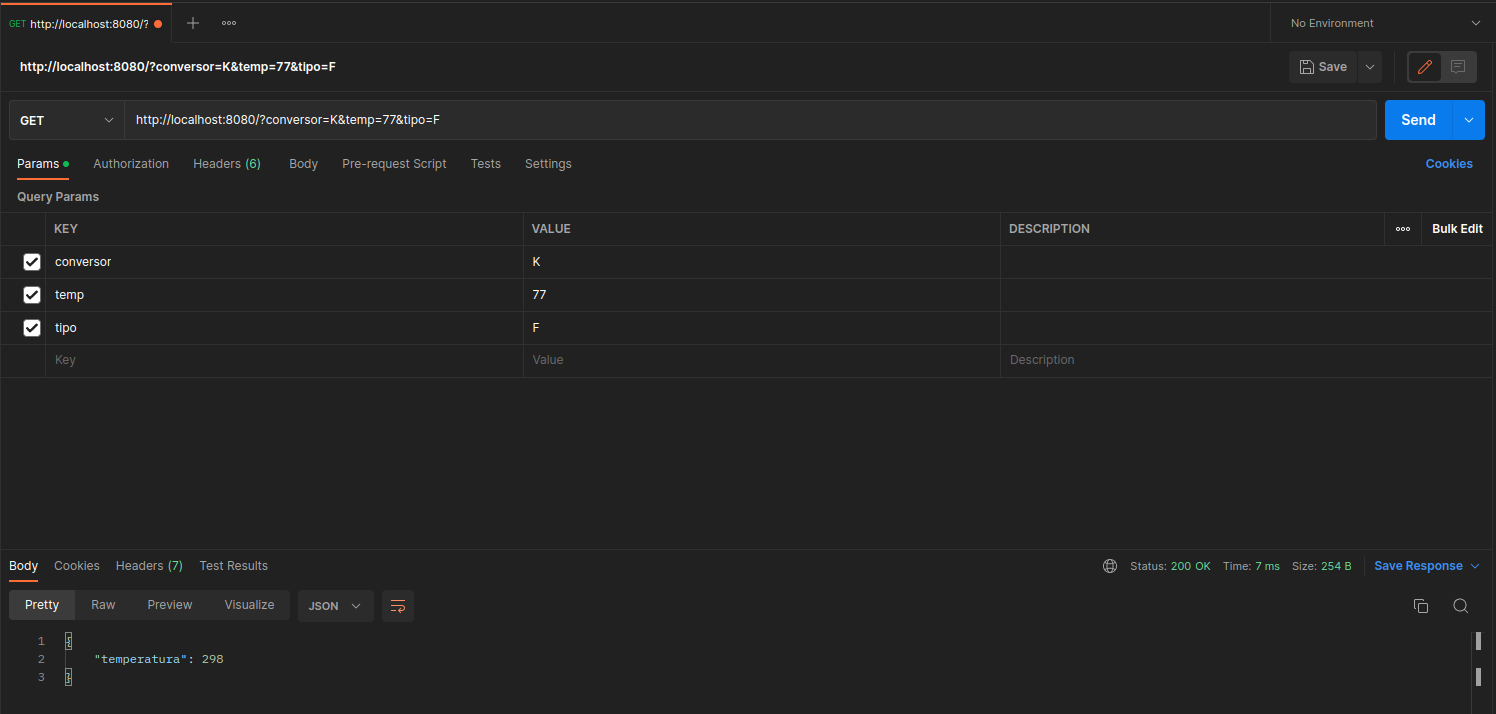 GET http://localhost:8080/? No Environment
http://localhost:8080/?conversor=K&temp=77&tipo=F Save
GET http://localhost:8080/?conversor=K&temp=77&tipo=F Send
Params Authorization Headers (6) Body Pre-request Script Tests Settings Cookies
Query Params
KEY VALUE DESCRIPTION Bulk Edit
conversor K
temp 77
tipo F
Key Value Description
Body Cookies Headers (7) Test Results Status: 200 OK Time: 7 ms Size: 254 B Save Response
Pretty Raw Preview Visualize JSON
1 {
2 "temperatura": 298
3 }